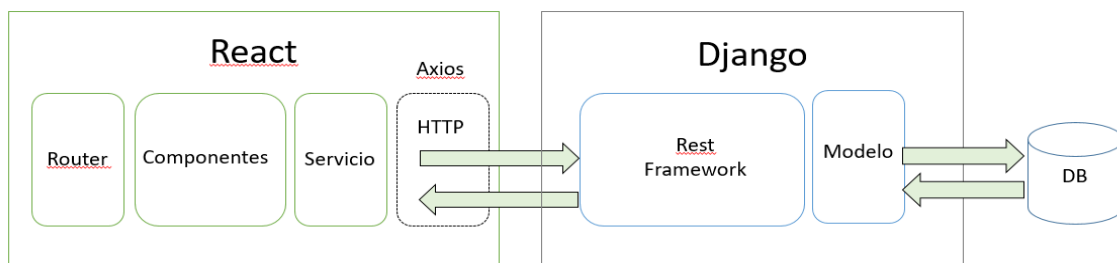 React
Django
Axios
HTTP
Router
Componentes
Servicio
Rest
Framework
Modelo
DB